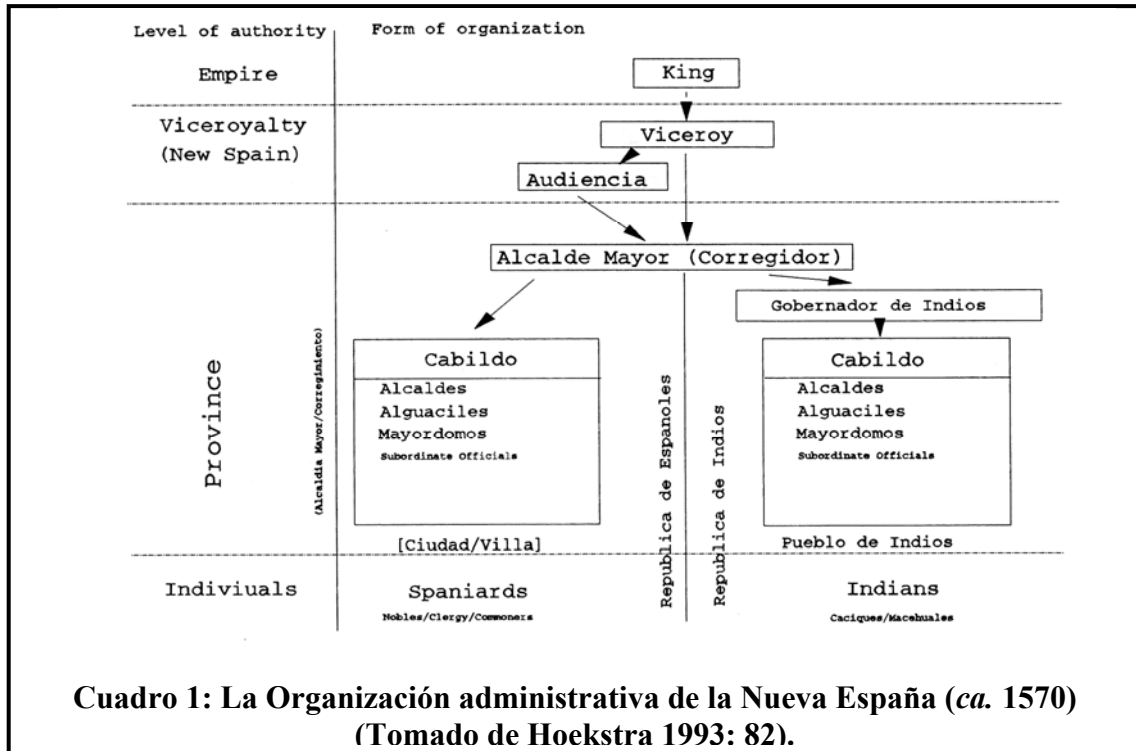 Level of authority Form of organization
Empire King
Viceroyalty Viceroy
(New Spain)
Audiencia
Alcalde Mayor (Corregidor)
Gobernador de Indios
Province
(Alcaldia Mayor/Corregimiento)
Cabildo
Alcaldes
Alguaciles
Mayordomos
Subordinate Officials
[Ciudad/Villa]
Republica de Espanoles
Republica de Indios
Cabildo
Alcaldes
Alguaciles
Mayordomos
Subordinate Officials
Pueblo de Indios
Indiviuals Spaniards Indians
Nobles/Clergy/Commoners Caciques/Macehuales
Cuadro 1: La Organización administrativa de la Nueva España (ca. 1570)
(Tomado de Hoekstra 1993: 82).